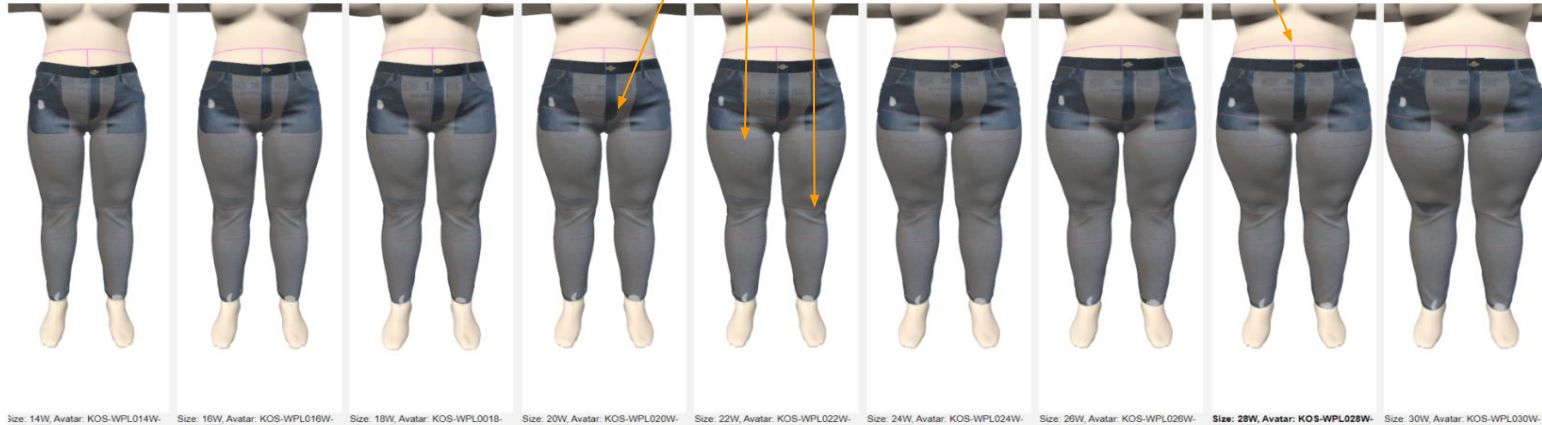 Size: 14W, Avatar: KOS-WPL014W-
Size: 16W, Avatar: KOS-WPL016W-
Size: 18W, Avatar: KOS-WPL0018-
Size: 20W, Avatar: KOS-WPL020W-
Size: 22W, Avatar: KOS-WPL022W-
Size: 24W, Avatar: KOS-WPL024W-
Size: 26W, Avatar: KOS-WPL026W-
Size: 28W, Avatar: KOS-WPL028W-
Size: 30W, Avatar: KOS-WPL030W-